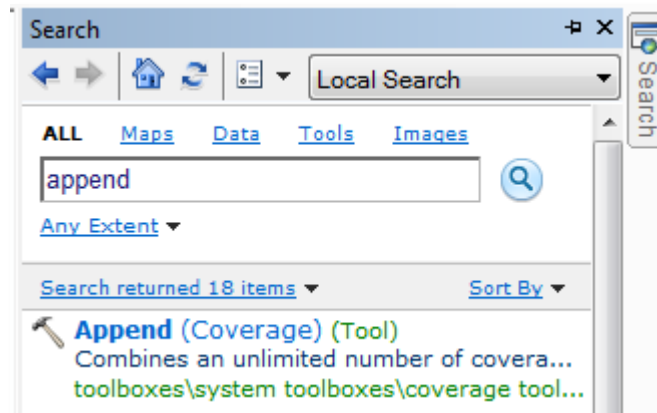 Search
Local Search
ALL Maps Data Tools Images
append
Any Extent
Search returned 18 items Sort By
Append (Coverage) (Tool)
Combines an unlimited number of covera...
toolboxes\system toolboxes\coverage tool...
Search